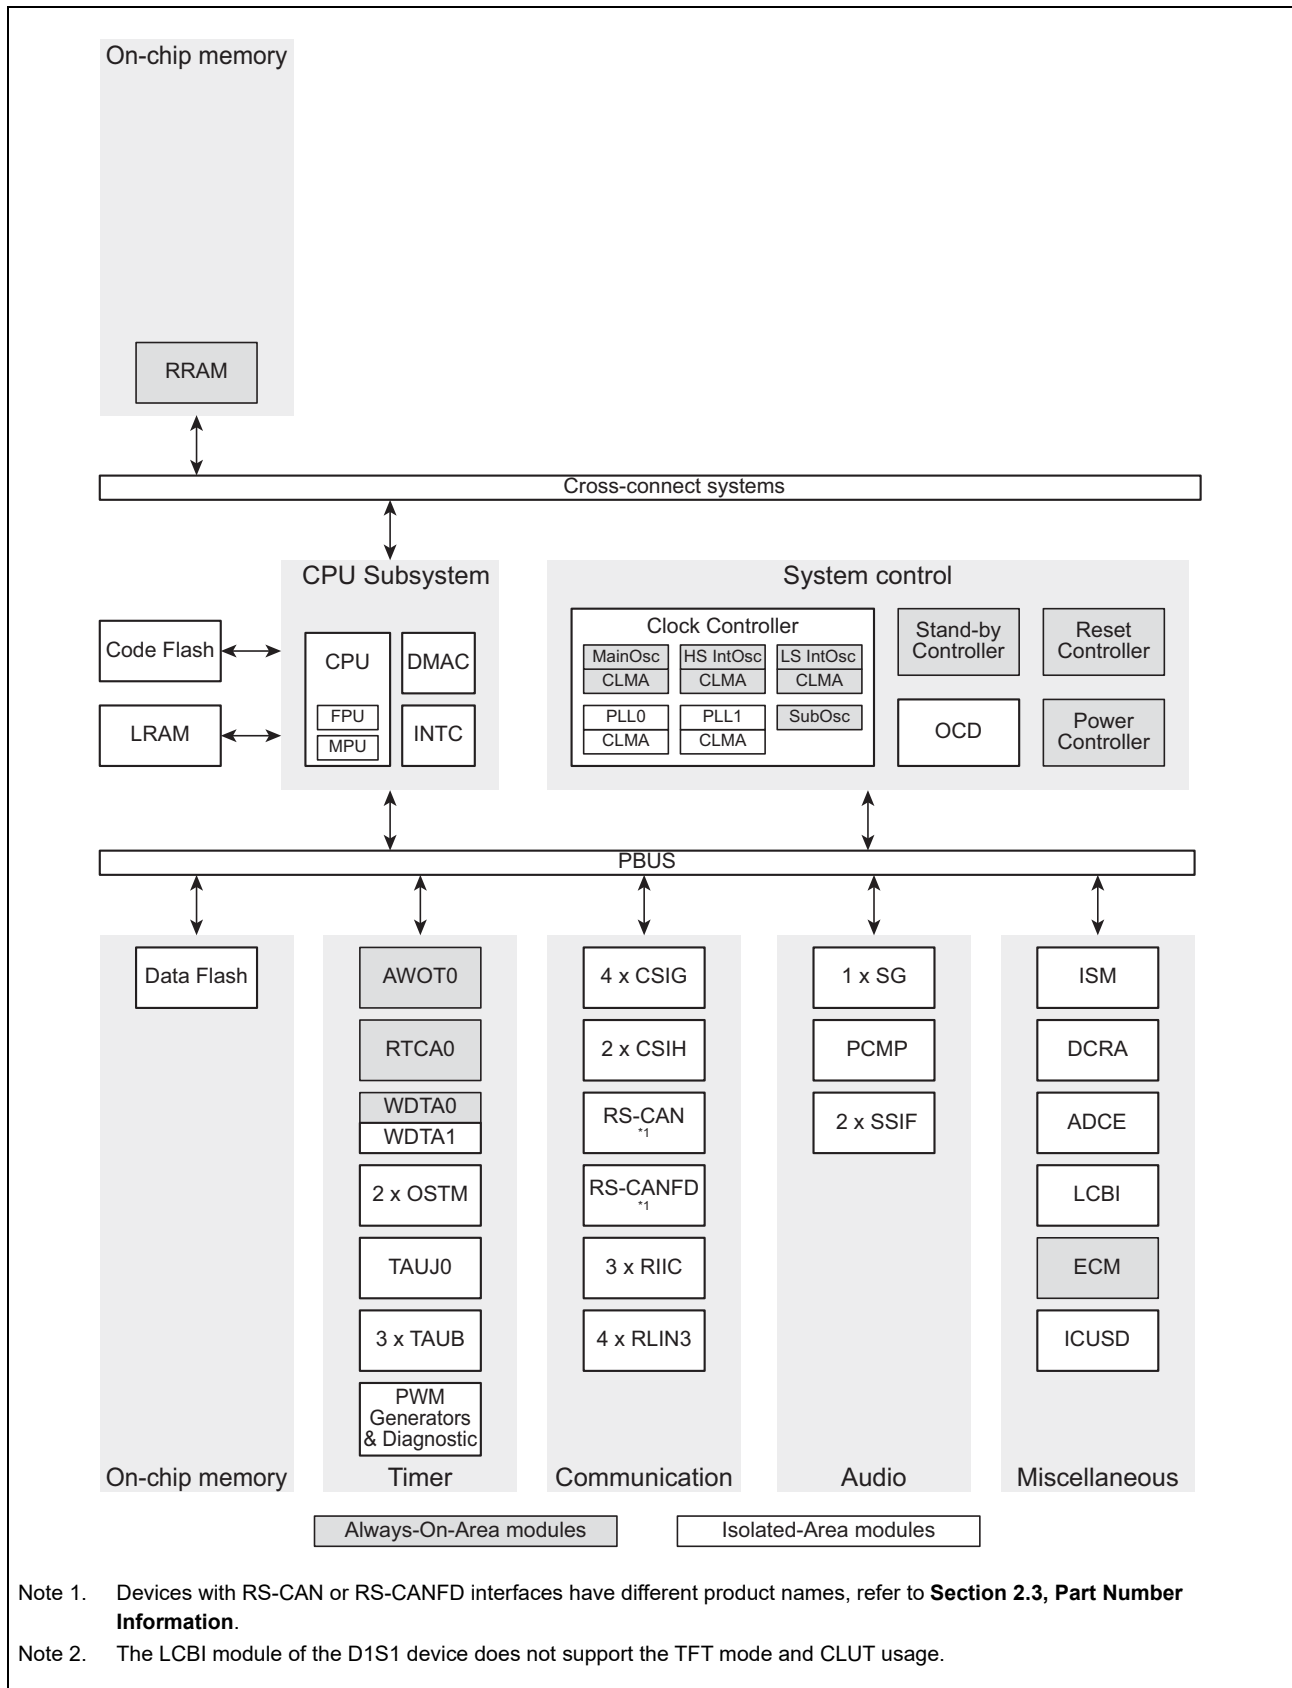 On-chip memory
RRAM
Cross-connect systems
CPU Subsystem
System control
Code Flash
LRAM
CPU
FPU
MPU
DMAC
INTC
Clock Controller
MainOsc
CLMA
HS IntOsc
CLMA
LS IntOsc
CLMA
PLL0
CLMA
PLL1
CLMA
SubOsc
Stand-by
Controller
Reset
Controller
OCD
Power
Controller
PBUS
Data Flash
On-chip memory
AWOT0
RTCA0
WDTA0
WDTA1
2 x OSTM
TAUJ0
3 x TAUB
PWM
Generators
& Diagnostic
Timer
4 x CSIG
2 x CSIH
RS-CAN
*1
RS-CANFD
*1
3 x RIIC
4 x RLIN3
Communication
1 x SG
PCMP
2 x SSIF
Audio
ISM
DCRA
ADCE
LCBI
ECM
ICUSD
Miscellaneous
Always-On-Area modules
Isolated-Area modules
Note 1. Devices with RS-CAN or RS-CANFD interfaces have different product names, refer to Section 2.3, Part Number
Information.
Note 2. The LCBI module of the D1S1 device does not support the TFT mode and CLUT usage.